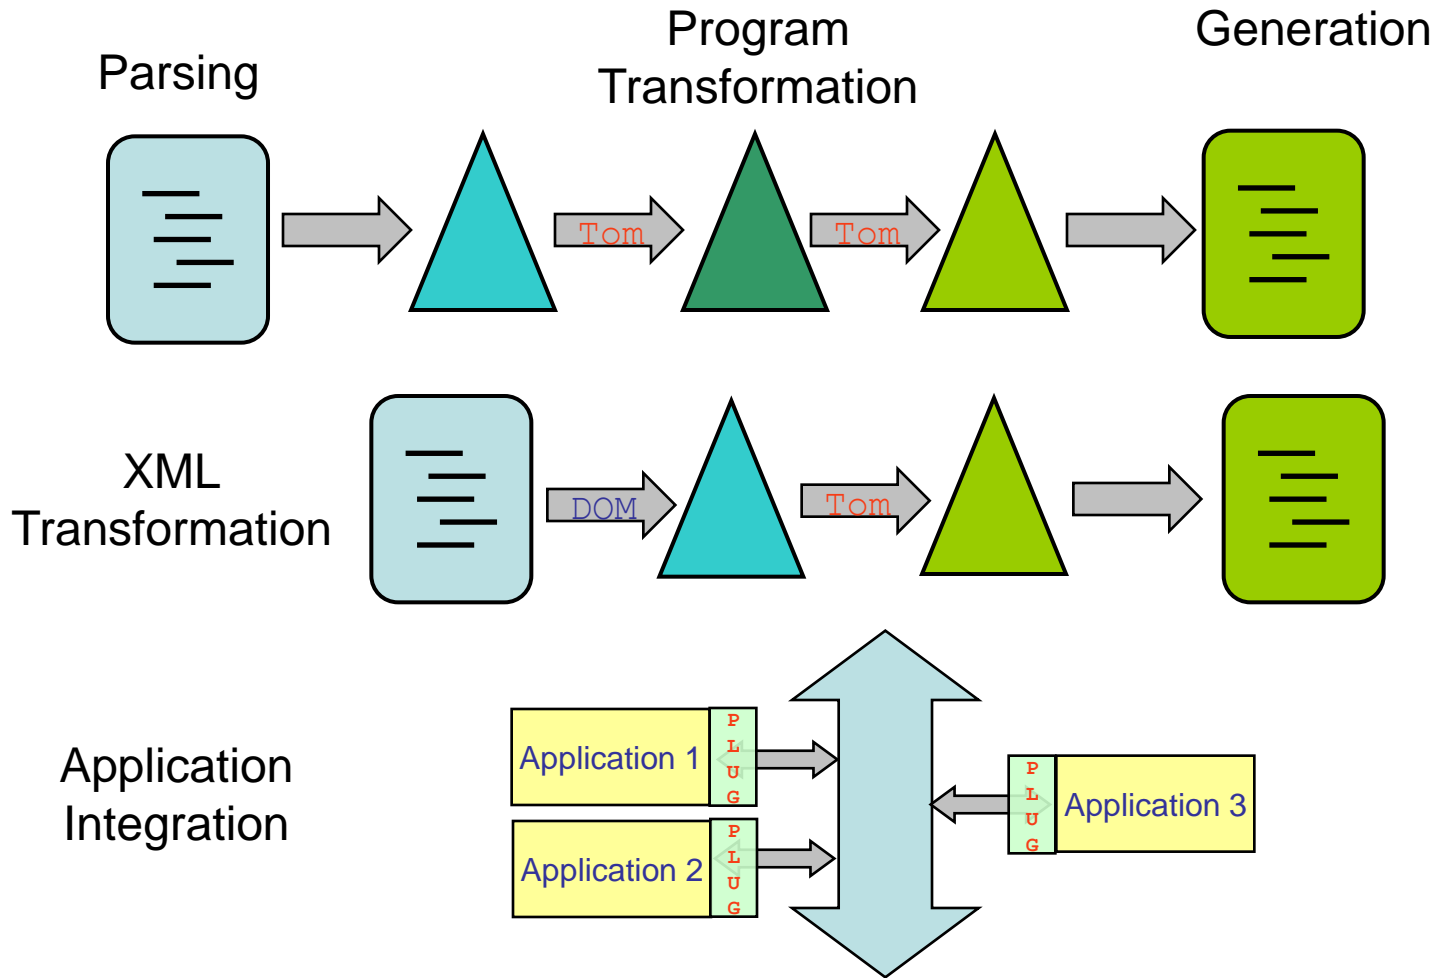 Parsing
Program
Transformation
Generation
Tom
Tom
XML
Transformation
DOM
Tom
Application
Integration
Application 1
PLUG
Application 2
PLUG
PLUG
Application 3